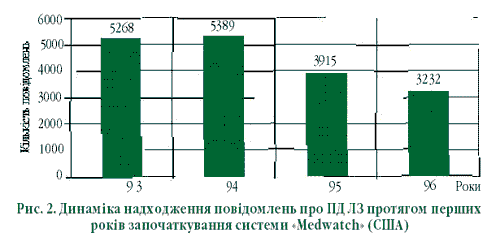 Кількість повідомлень
6000
5000
4000
3000
2000
1000
0
5268
5389
3915
3232
93 94 95 96 Роки
Рис. 2. Динаміка надходження повідомлень про ПД ЛЗ протягом перших
років започаткування системи «Medwatch» (США)